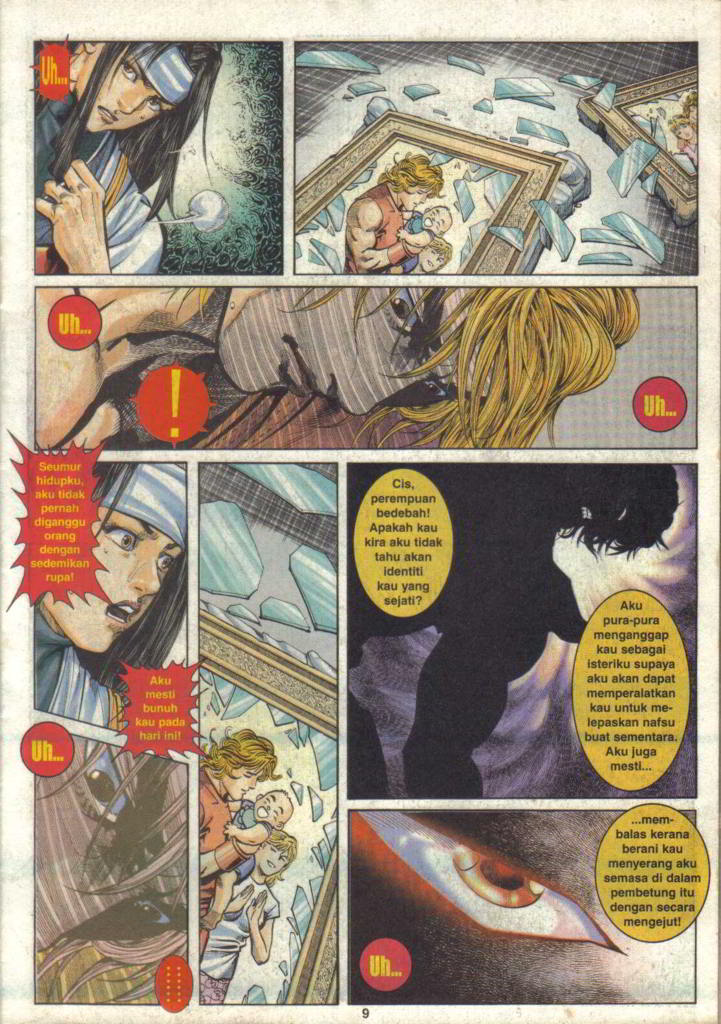 Uh...
Uh...
!
Uh...
Seumur
hidupku,
aku tidak
pernah
diganggu
orang
dengan
sedemikian
rupa!
Aku
mesti
bunuh
kau pada
hari ini!
Uh...
Cis,
perempuan
bedebah!
Apakah kau
kira aku tidak
tahu akan
identiti
kau yang
sejati?
Aku
pura-pura
menganggap
kau sebagai
isteriku supaya
aku akan dapat
memperalatkan
kau untuk me-
lepaskan nafsu
buat sementara.
Aku juga
mesti...
...mem-
balas kerana
berani kau
menyerang aku
semasa di dalam
pembetung itu
dengan secara
mengejut!
Uh...
9